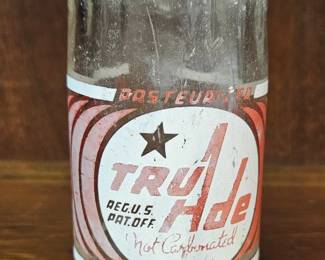 PASTEURIZED
TRU
Ade
REG. U.S.
PAT. OFF.
Not Carbonated